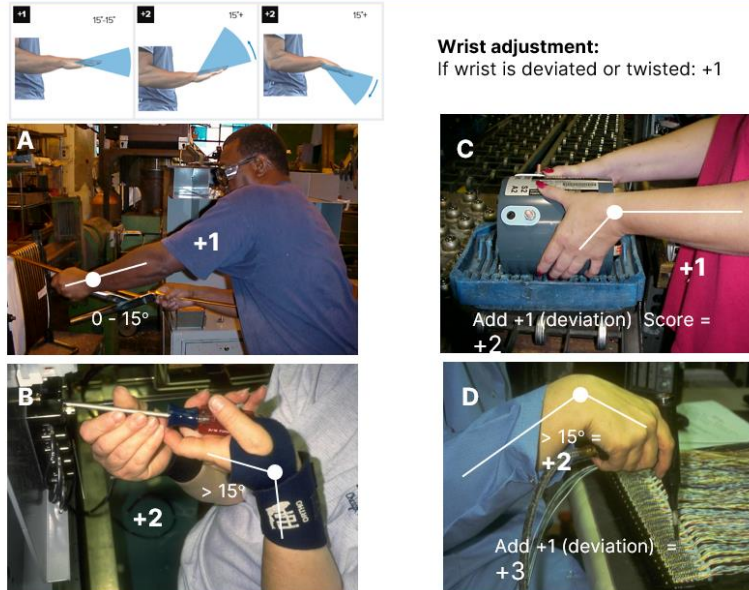 +1
15°-15°
+2
15°+
+2
15°+
Wrist adjustment:
If wrist is deviated or twisted: +1
A
+1
0 - 15°
C
+1
Add +1 (deviation) Score =
+2
B
> 15°
+2
ORTHO
D
> 15° =
+2
Add +1 (deviation) =
+3